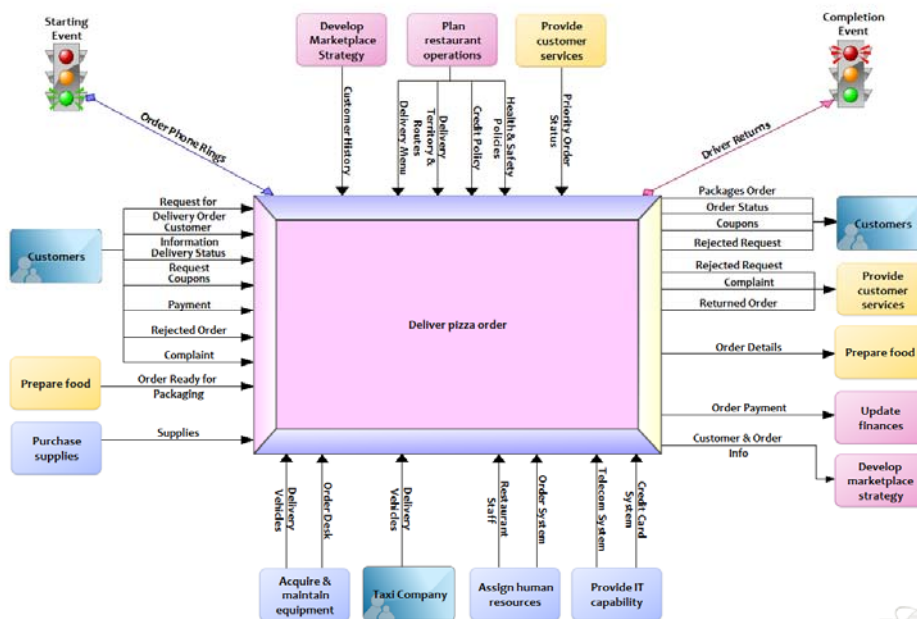 Starting
Event
Develop
Marketplace
Strategy
Plan
restaurant
operations
Provide
customer
services
Completion
Event
Order Phone Rings
Customer History
Delivery Menu
Delivery
Territory &
Routes
Credit Policy
Health & Safety
Policies
Priority Order
Status
Driver Returns
Customers
Request for
Delivery Order
Customer
Information
Delivery Status
Request
Coupons
Payment
Rejected Order
Complaint
Prepare food
Order Ready for
Packaging
Purchase
supplies
Supplies
Deliver pizza order
Packages Order
Order Status
Coupons
Rejected Request
Customers
Rejected Request
Complaint
Returned Order
Provide
customer
services
Order Details
Prepare food
Order Payment
Update
finances
Customer & Order
Info
Develop
marketplace
strategy
Delivery
Vehicles
Order Desk
Delivery
Vehicles
Restaurant
Staff
Order System
Telecom System
Credit Card
System
Acquire &
maintain
equipment
Taxi Company
Assign human
resources
Provide IT
capability